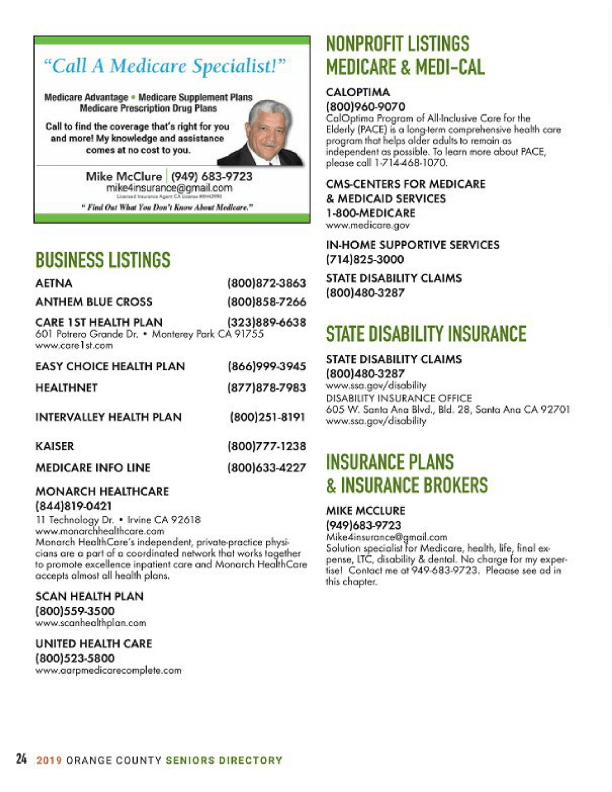 “Call A Medicare Specialist!”
Medicare Advantage • Medicare Supplement Plans
Medicare Prescription Drug Plans
Call to find the coverage that’s right for you
and more! My knowledge and assistance
comes at no cost to you.
Mike McClure | (949) 683-9723
mike4insurance@gmail.com
Licensed Insurance Agent CA License
“ Find Out What You Don’t Know About Medicare.”
BUSINESS LISTINGS
AETNA (800)872-3863
ANTHEM BLUE CROSS (800)858-7266
CARE 1ST HEALTH PLAN (323)889-6638
601 Potrero Grande Dr. • Monterey Park CA 91755
www.care1st.com
EASY CHOICE HEALTH PLAN (866)999-3945
HEALTHNET (877)878-7983
INTERVALLEY HEALTH PLAN (800)251-8191
KAISER (800)777-1238
MEDICARE INFO LINE (800)633-4227
MONARCH HEALTHCARE
(844)819-0421
11 Technology Dr. • Irvine CA 92618
www.monarchhealthcare.com
Monarch HealthCare’s independent, private-practice physi-
cians are a part of a coordinated network that works together
to promote excellence inpatient care and Monarch HealthCare
accepts almost all health plans.
SCAN HEALTH PLAN
(800)559-3500
www.scanhealthplan.com
UNITED HEALTH CARE
(800)523-5800
www.aarpmedicarecomplete.com
NONPROFIT LISTINGS
MEDICARE & MEDI-CAL
CALOPTIMA
(800)960-9070
CalOptima Program of All-Inclusive Care for the
Elderly (PACE) is a long-term comprehensive health care
program that helps older adults to remain as
independent as possible. To learn more about PACE,
please call 1-714-468-1070.
CMS-CENTERS FOR MEDICARE
& MEDICAID SERVICES
1-800-MEDICARE
www.medicare.gov
IN-HOME SUPPORTIVE SERVICES
(714)825-3000
STATE DISABILITY CLAIMS
(800)480-3287
STATE DISABILITY INSURANCE
STATE DISABILITY CLAIMS
(800)480-3287
www.ssa.gov/disability
DISABILITY INSURANCE OFFICE
605 W. Santa Ana Blvd., Bld. 28, Santa Ana CA 92701
www.ssa.gov/disability
INSURANCE PLANS
& INSURANCE BROKERS
MIKE MCCLURE
(949)683-9723
Mike4insurance@gmail.com
Solution specialist for Medicare, health, life, final ex-
pense, LTC, disability & dental. No charge for my exper-
tise! Contact me at 949-683-9723. Pleaose see ad in
this chapter.
24 2019 ORANGE COUNTY SENIORS DIRECTORY